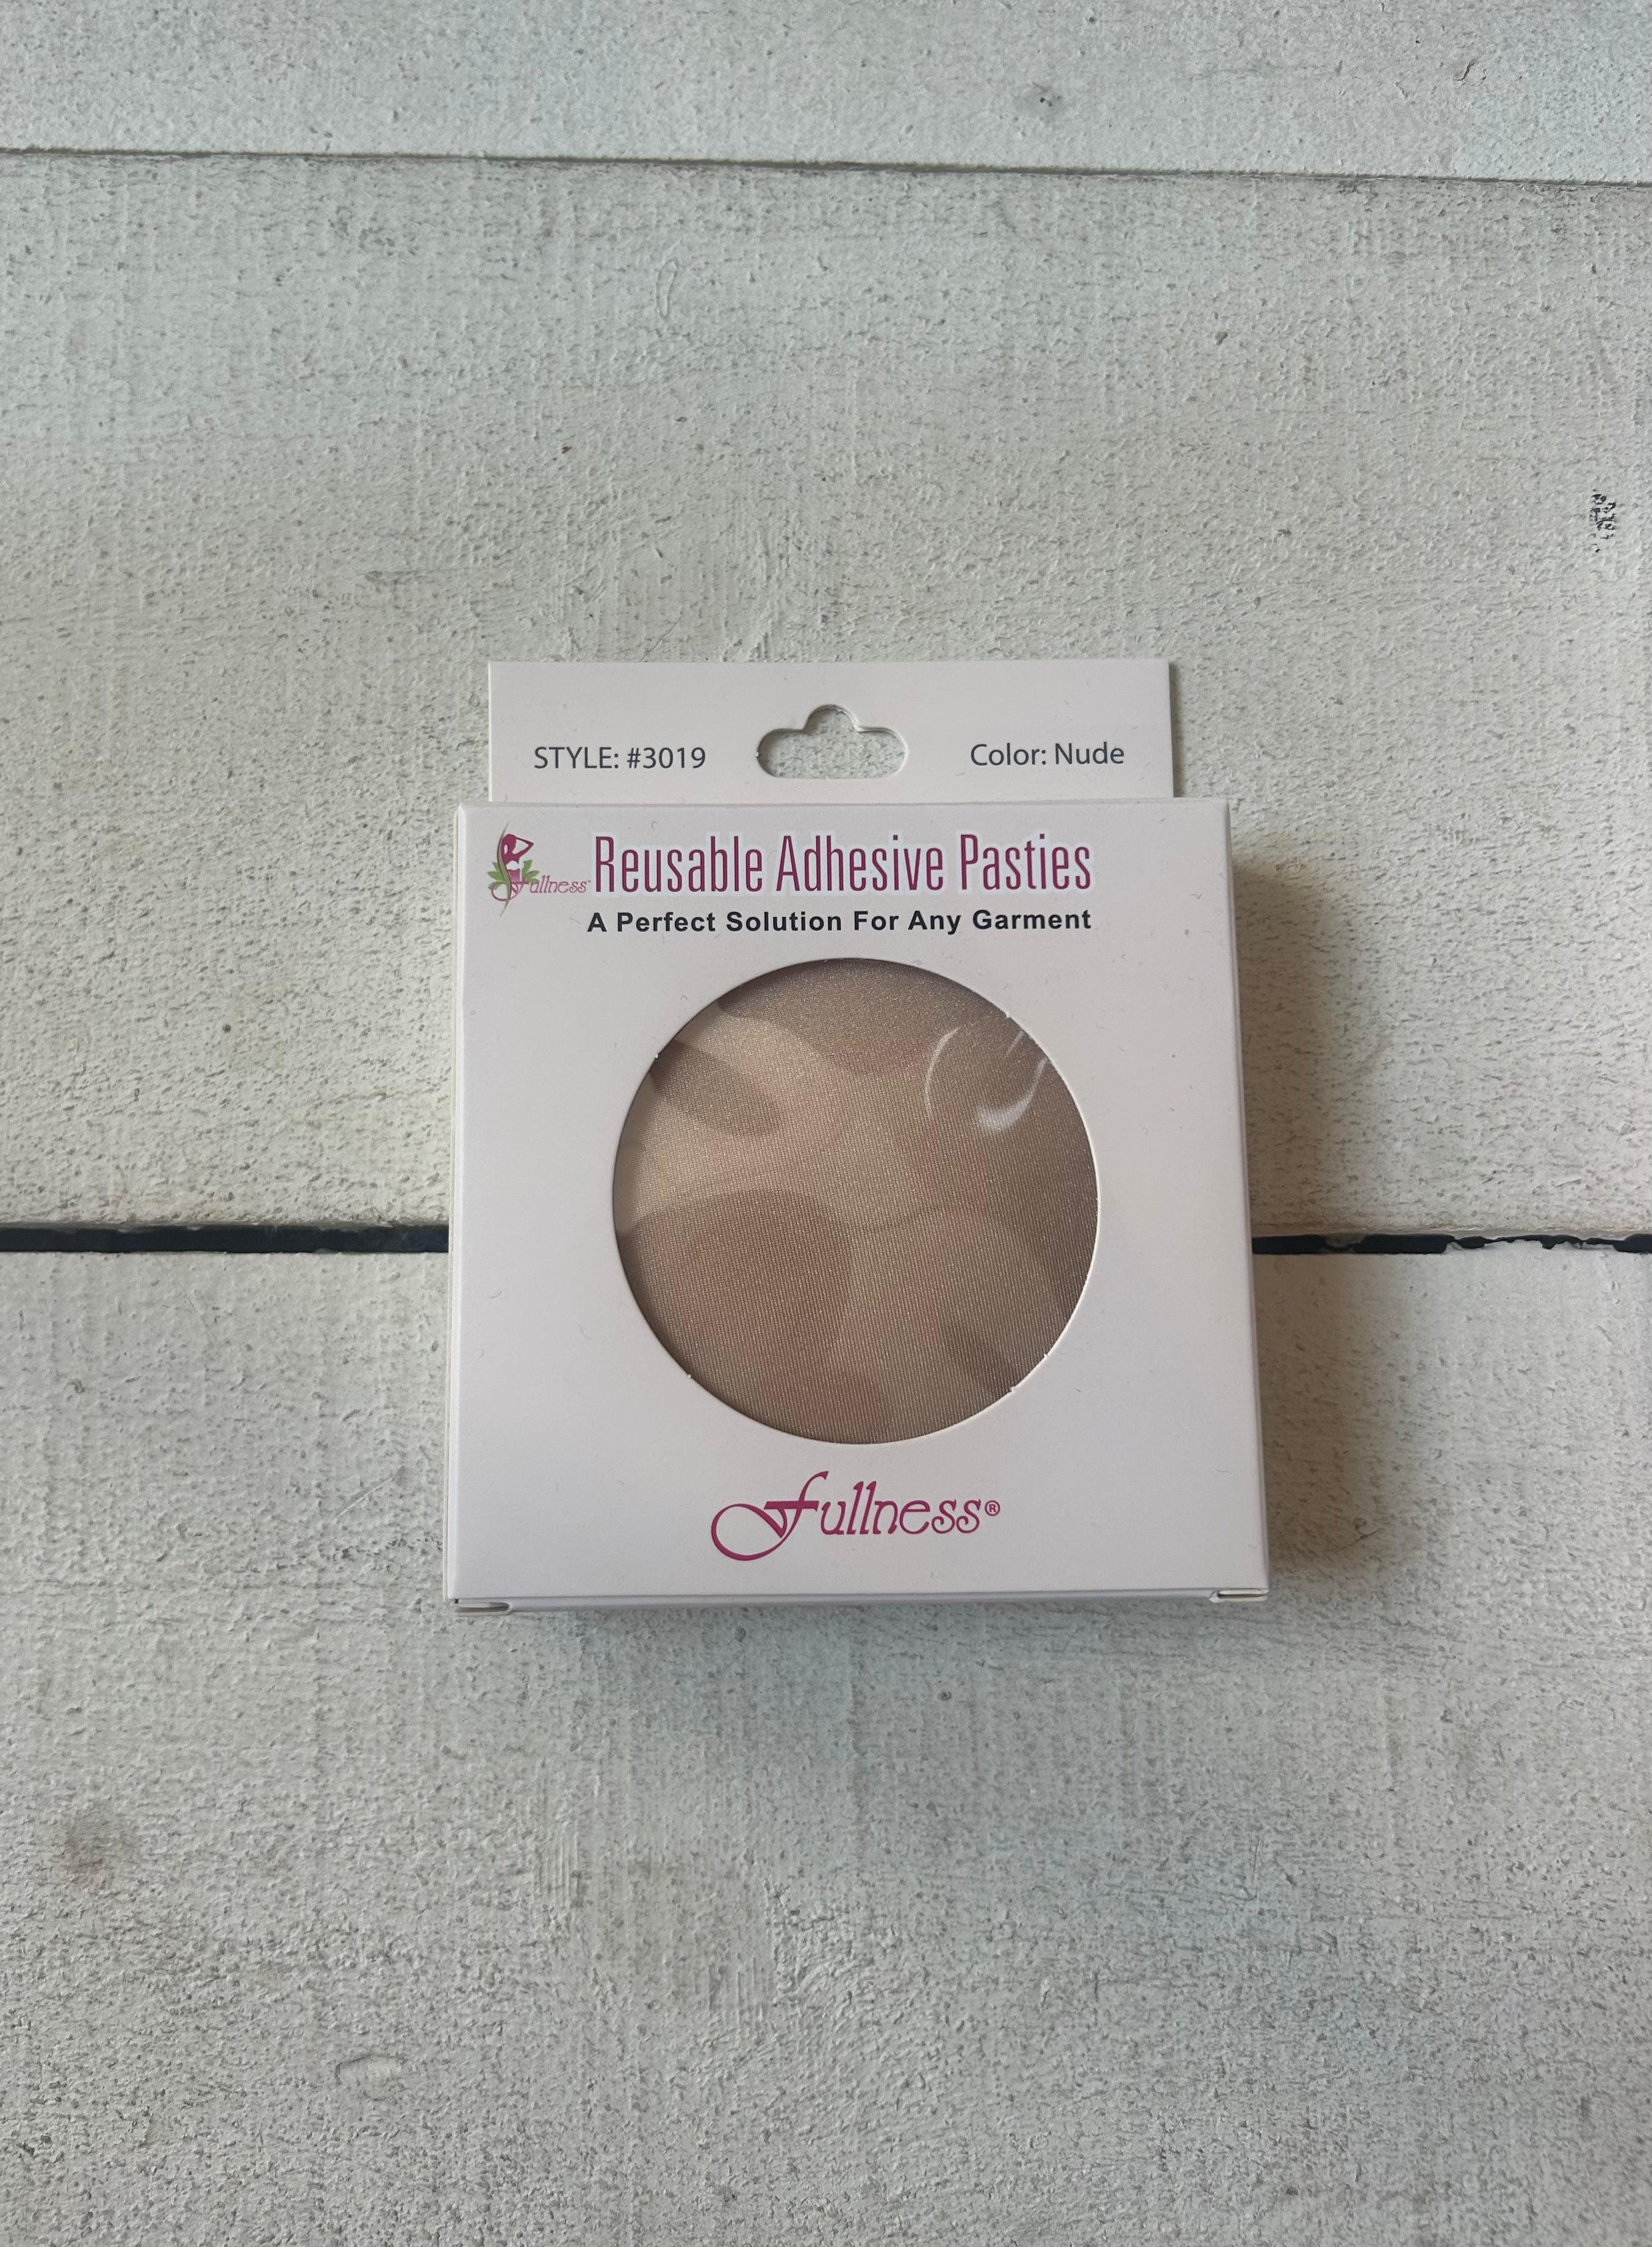 STYLE: #3019
Color: Nude
fullness
Reusable Adhesive Pasties
A Perfect Solution For Any Garment
fullness®